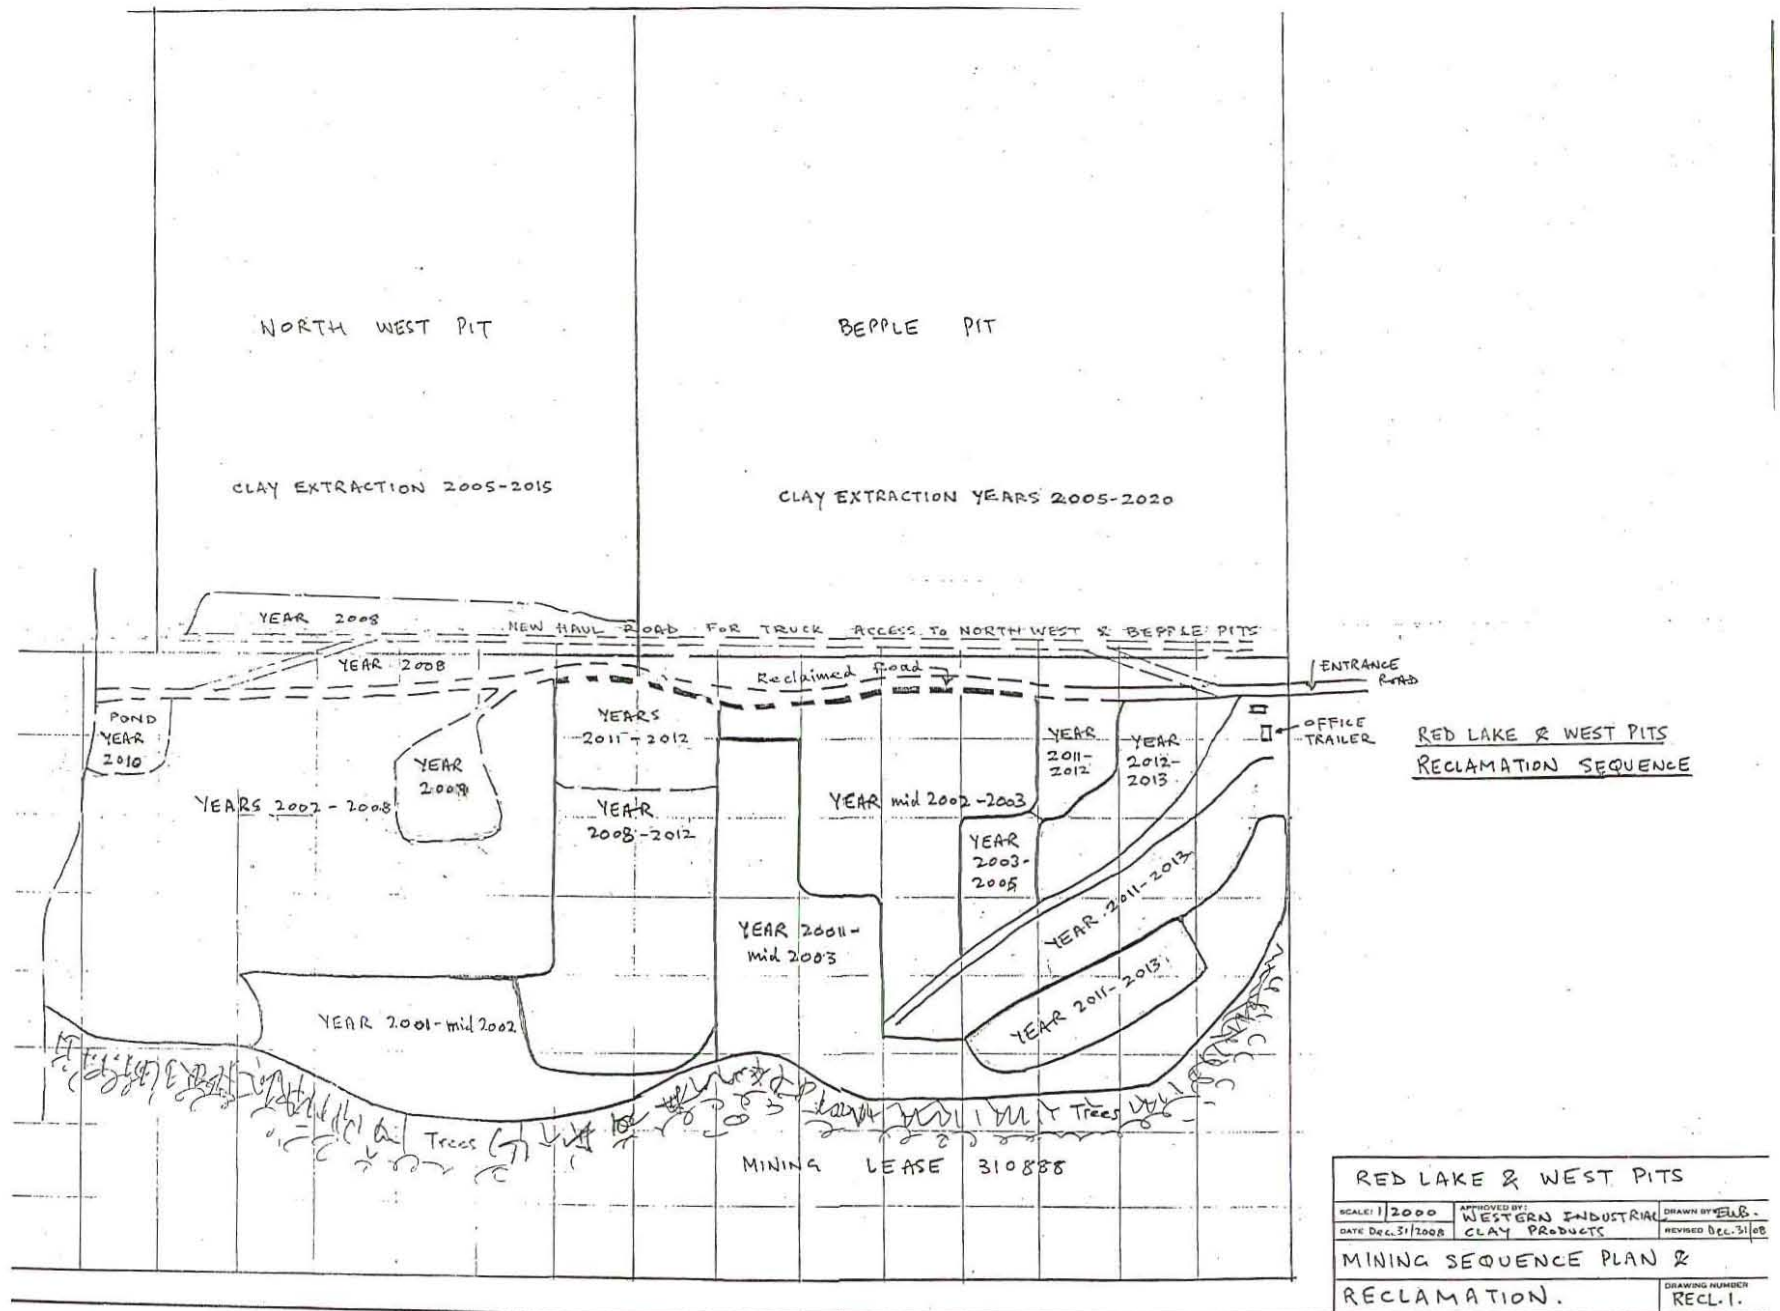 NORTH WEST PIT
BEPPLE PIT
CLAY EXTRACTION 2005-2015
CLAY EXTRACTION YEARS 2005-2020
YEAR 2008
NEW HAUL ROAD FOR TRUCK ACCESS TO NORTH WEST & BEPPLE PITS
YEAR 2008
Reclaimed Road
ENTRANCE
ROAD
POND
YEAR
2010
YEARS
2011-2012
YEAR
2011-
2012
YEAR
2012-
2013
OFFICE
TRAILER
RED LAKE & WEST PITS
RECLAMATION SEQUENCE
YEAR
YEARS 2002-2008
YEAR
2008-2012
YEAR mid 2002-2003
YEAR
2003-
2005
YEAR 2011-2013
YEAR 2001-
mid 2003
YEAR 2011-2013
YEAR 2001-mid 2002
Trees
Trees
MINING LEASE 310888
RED LAKE & WEST PITS
SCALE: 1/2000
APPROVED BY:
WESTERN INDUSTRIAL
CLAY PRODUCTS
DRAWN BY
DATE Dec.31/2008
REVISED Dec.31/08
MINING SEQUENCE PLAN &
RECLAMATION.
DRAWING NUMBER
RECL.1.